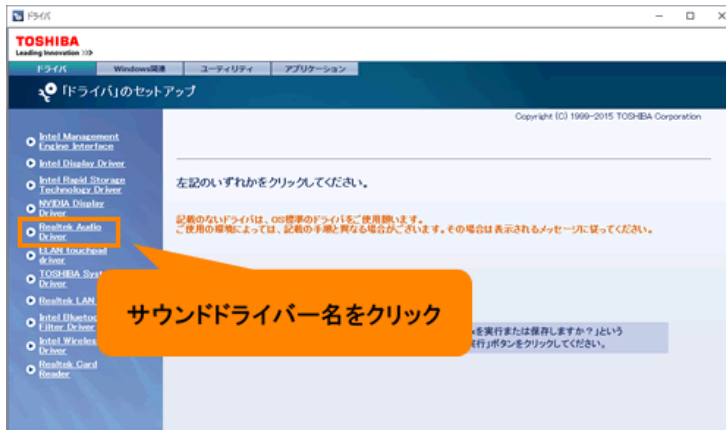 ドライバ
TOSHIBA
Leading Innovation >>>
ドライバ
Windows関連
ユーティリティ
アプリケーション
「ドライバ」のセットアップ
Copyright (C) 1999-2015 TOSHIBA Corporation
Intel Management
Engine Interface
Intel Display Driver
Intel Rapid Storage
Technology Driver
NVIDIA Display
Driver
Realtek Audio
Driver
ELAN touchpad
driver
TOSHIBA Sys
Driver
Realtek LAN
Intel Bluetoo
Filter Driver
Intel Wireles
Driver
Realtek Card
Reader
左記のいずれかをクリックしてください。
記載のないドライバは、OS標準のドライバをご使用願います。
ご使用の環境によっては、記載の手順と異なる場合がございます。その場合は表示されるメッセージに従ってください。
サウンドドライバー名をクリック
を実行または保存しますか？」という
行」ボタンをクリックしてください。